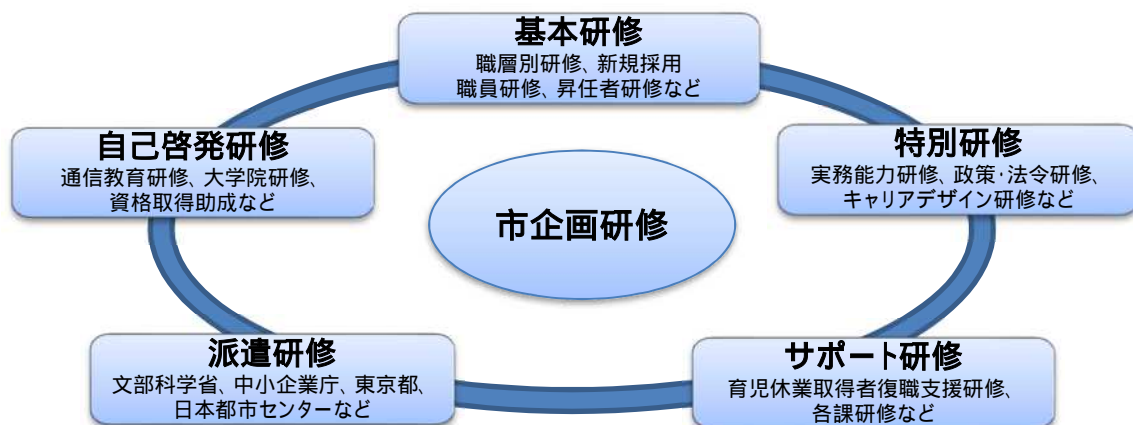 基本研修
職層別研修、新規採用
職員研修、昇任者研修など
自己啓発研修
通信教育研修、大学院研修、
資格取得助成など
特別研修
実務能力研修、政策・法令研修、
キャリアデザイン研修など
市企画研修
派遣研修
文部科学省、中小企業庁、東京都、
日本都市センターなど
サポート研修
育児休業取得者復職支援研修、
各課研修など